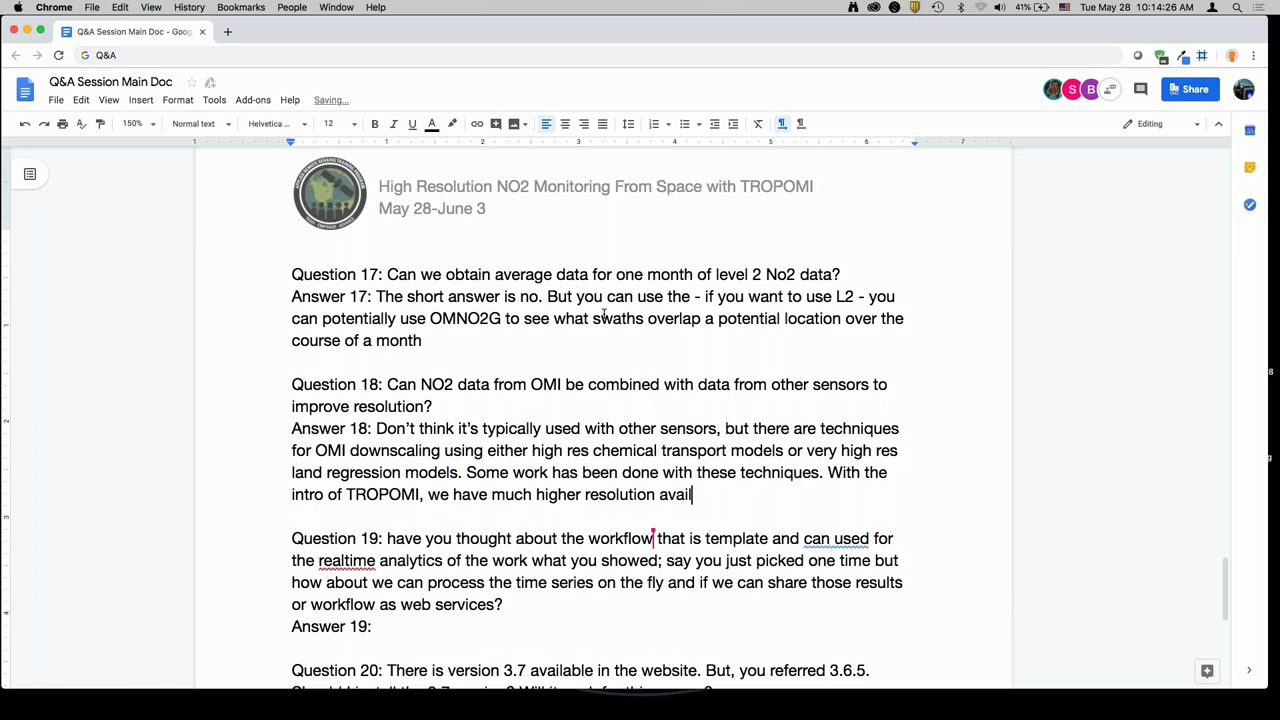 Chrome File Edit View History Bookmarks People Window Help 41% Tue May 28 10:14:26 AM
Q&A Session Main Doc - Goog
Q&A
Q&A Session Main Doc
File Edit View Insert Format Tools Add-ons Help Saving...
S B Share
150% Normal text Helvetica ... 12 B I U A Editing
1 1 2 3 4 5 6 7
High Resolution NO2 Monitoring From Space with TROPOMI
May 28-June 3
Question 17: Can we obtain average data for one month of level 2 No2 data?
Answer 17: The short answer is no. But you can use the - if you want to use L2 - you
can potentially use OMNO2G to see what swaths overlap a potential location over the
course of a month
Question 18: Can NO2 data from OMI be combined with data from other sensors to
improve resolution?
Answer 18: Don't think it's typically used with other sensors, but there are techniques
for OMI downscaling using either high res chemical transport models or very high res
land regression models. Some work has been done with these techniques. With the
intro of TROPOMI, we have much higher resolution avail
Question 19: have you thought about the workflow that is template and can used for
the realtime analytics of the work what you showed; say you just picked one time but
how about we can process the time series on the fly and if we can share those results
or workflow as web services?
Answer 19:
Question 20: There is version 3.7 available in the website. But, you referred 3.6.5.